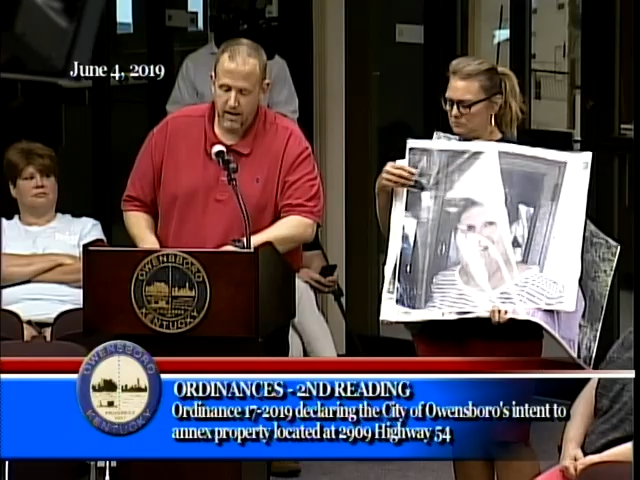 June 4, 2019
OWENSBORO
KENTUCKY
OWENSBORO
KENTUCKY
ORDINANCES - 2ND READING
Ordinance 17-2019 declaring the City of Owensboro's intent to
annex property located at 2909 Highway 54